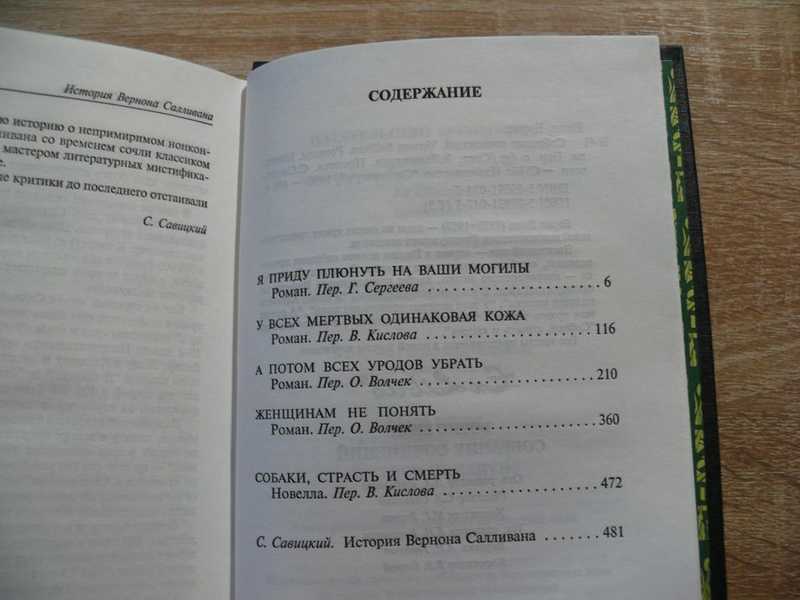 История Вернона Салливана
ю историю о непримиримом нонкон-
ливана со временем сочли классиком
мастером литературных мистифика-
е.
ые критики до последнего отстаивали
С. Савицкий
СОДЕРЖАНИЕ
Я ПРИДУ ПЛЮНУТЬ НА ВАШИ МОГИЛЫ
Роман. Пер. Г. Сергеева . . . . . . . . . . . . . . . . . . . . . . 6
У ВСЕХ МЕРТВЫХ ОДИНАКОВАЯ КОЖА
Роман. Пер. В. Кислова . . . . . . . . . . . . . . . . . . . . . . 116
А ПОТОМ ВСЕХ УРОДОВ УБРАТЬ
Роман. Пер. О. Волчек . . . . . . . . . . . . . . . . . . . . . . 210
ЖЕНЩИНАМ НЕ ПОНЯТЬ
Роман. Пер. О. Волчек . . . . . . . . . . . . . . . . . . . . . . 360
СОБАКИ, СТРАСТЬ И СМЕРТЬ
Новелла. Пер. В. Кислова . . . . . . . . . . . . . . . . . . . . 472
С. Савицкий. История Вернона Салливана . . . . . . . 481